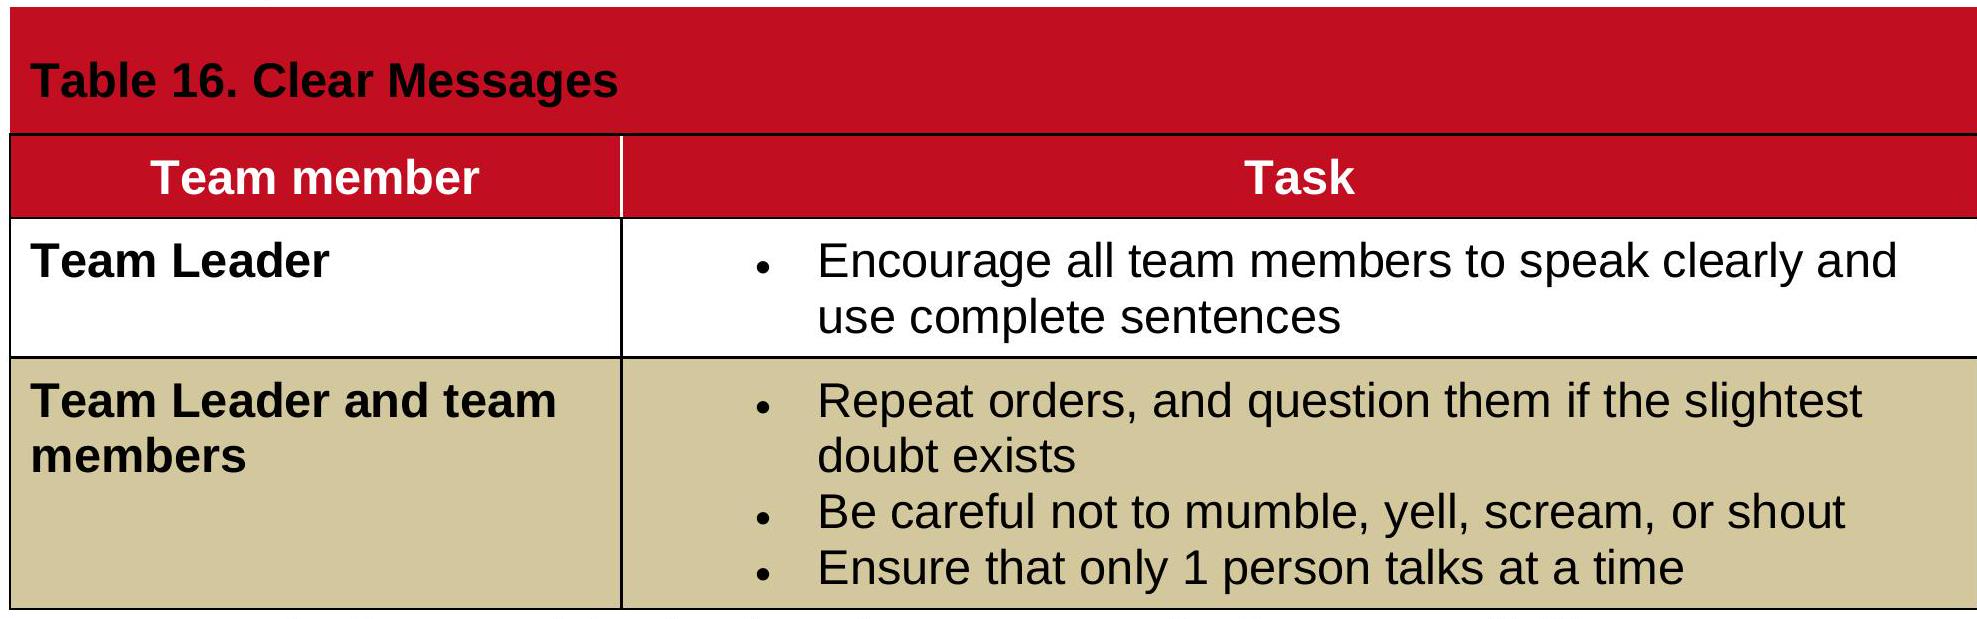 Table 16. Clear Messages
Team member
Task
Team Leader
• Encourage all team members to speak clearly and
use complete sentences
Team Leader and team
members
• Repeat orders, and question them if the slightest
doubt exists
• Be careful not to mumble, yell, scream, or shout
• Ensure that only 1 person talks at a time